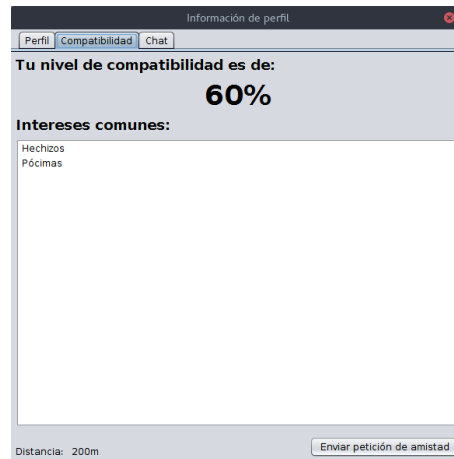 Información de perfil
Perfil Compatibilidad Chat
Tu nivel de compatibilidad es de:
60%
Intereses comunes:
Hechizos
Pócimas
Distancia: 200m Enviar petición de amistad